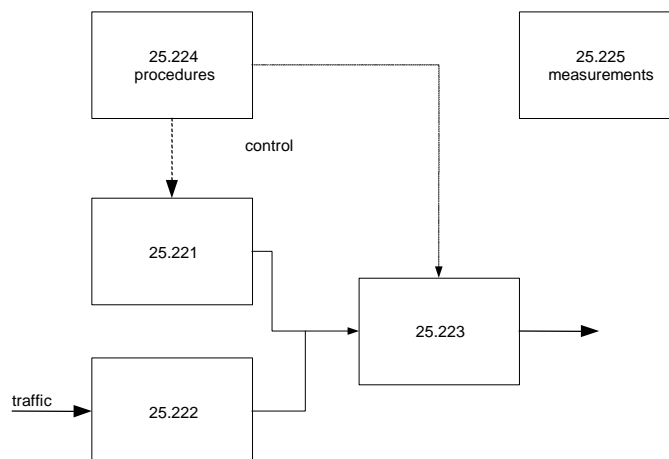 25.224
procedures
25.225
measurements
control
25.221
25.223
traffic
25.222